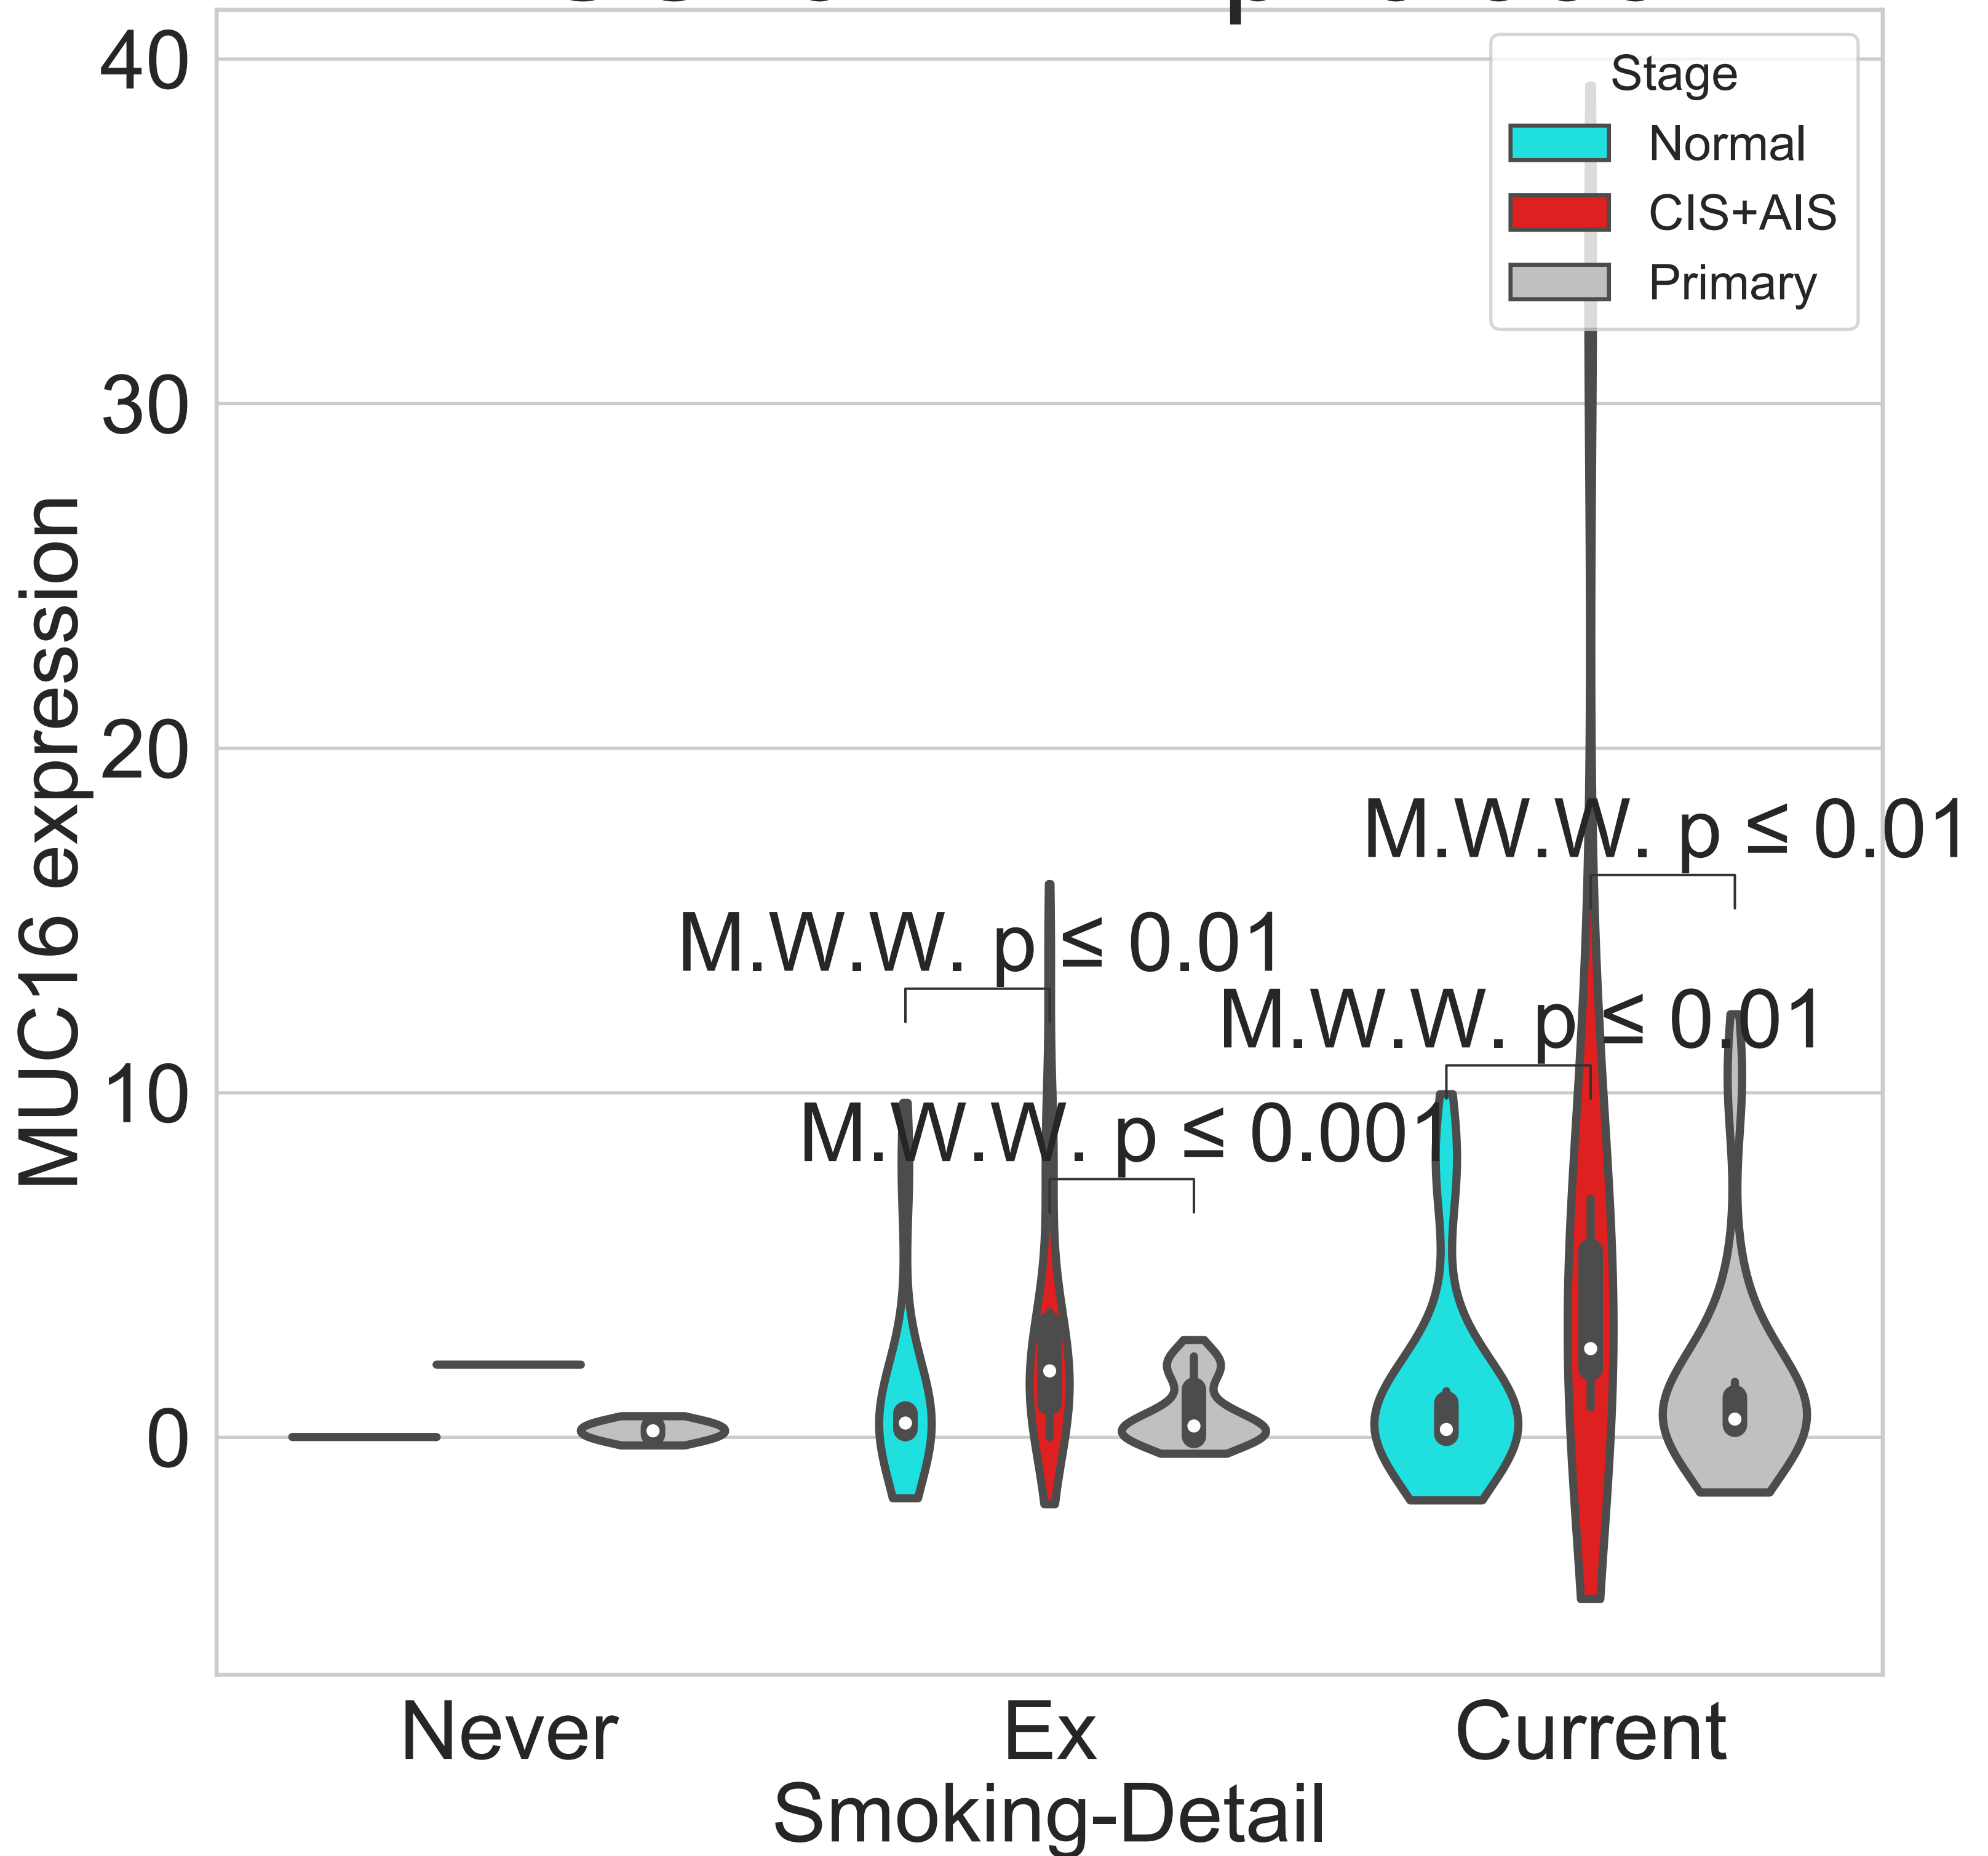 40
30
20
10
0
MUC16 expression
Stage
Normal
CIS+AIS
Primary
M.W.W. p ≤ 0.01
M.W.W. p ≤ 0.01
M.W.W. p ≤ 0.01
M.W.W. p ≤ 0.001
Never
Ex
Current
Smoking-Detail